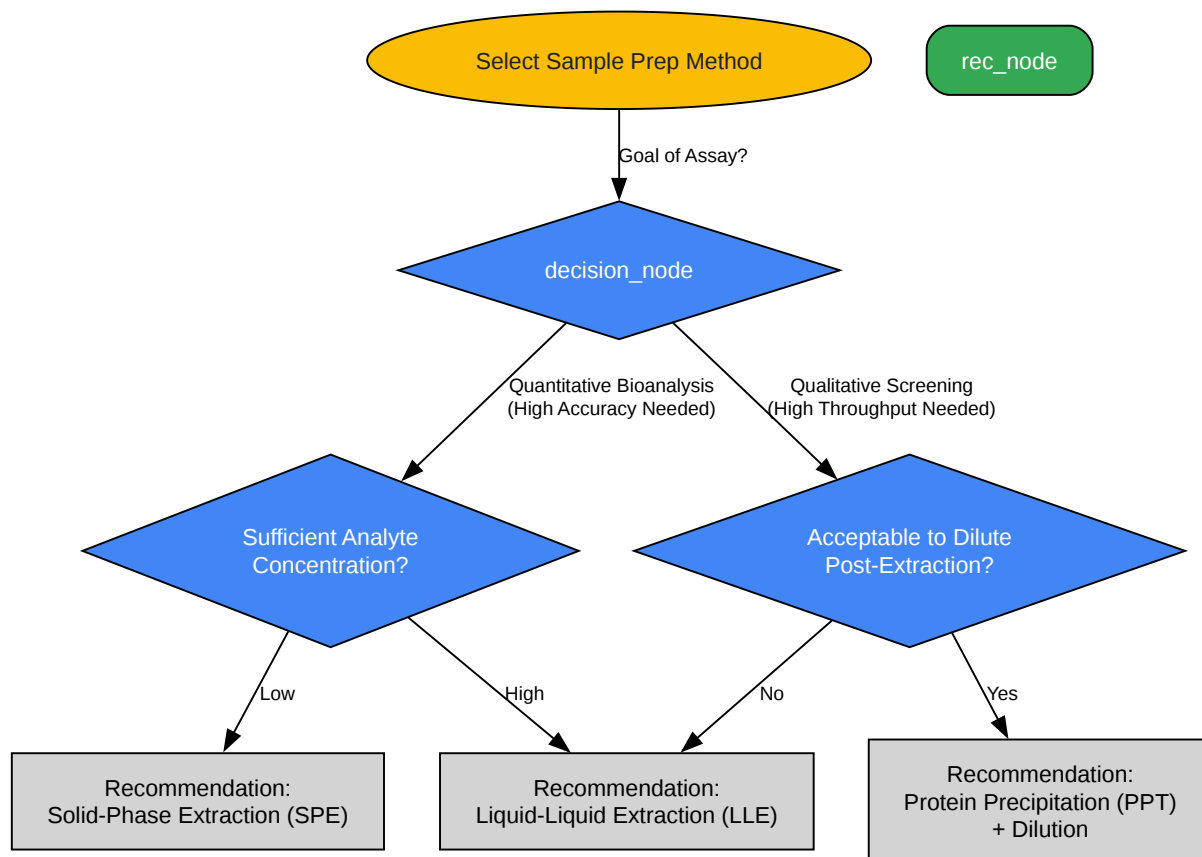 Select Sample Prep Method
rec_node
Goal of Assay?
decision_node
Quantitative Bioanalysis
(High Accuracy Needed)
Qualitative Screening
(High Throughput Needed)
Sufficient Analyte
Concentration?
Acceptable to Dilute
Post-Extraction?
Low
High
No
Yes
Recommendation:
Solid-Phase Extraction (SPE)
Recommendation:
Liquid-Liquid Extraction (LLE)
Recommendation:
Protein Precipitation (PPT)
+ Dilution